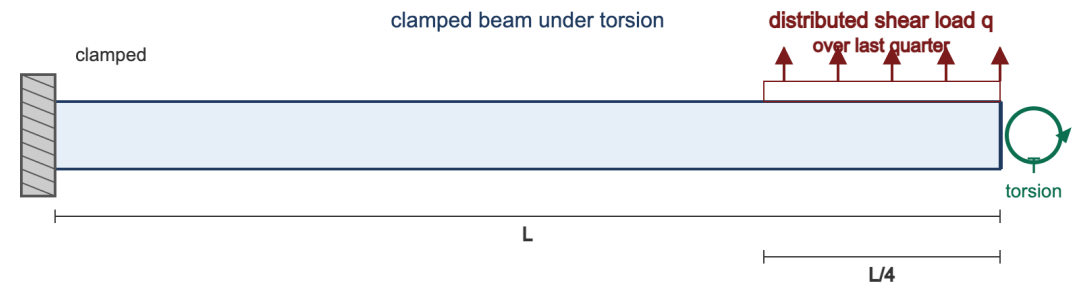 clamped beam under torsion
distributed shear load q
over last quarter
clamped
T
torsion
L
L/4